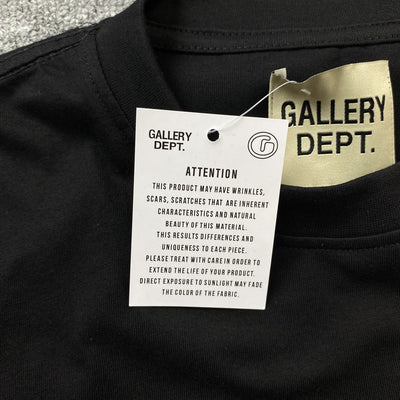 GALLERY
DEPT.
GALLERY
DEPT.
G
ATTENTION
THIS PRODUCT MAY HAVE WRINKLES,
SCARS, SCRATCHES THAT ARE INHERENT
CHARACTERISTICS AND NATURAL
BEAUTY OF THIS MATERIAL.
THIS RESULTS DIFFERENCES AND
UNIQUENESS TO EACH PIECE.
PLEASE TREAT WITH CARE IN ORDER TO
EXTEND THE LIFE OF YOUR PRODUCT.
DIRECT EXPOSURE TO SUNLIGHT MAY FADE
THE COLOR OF THE FABRIC.